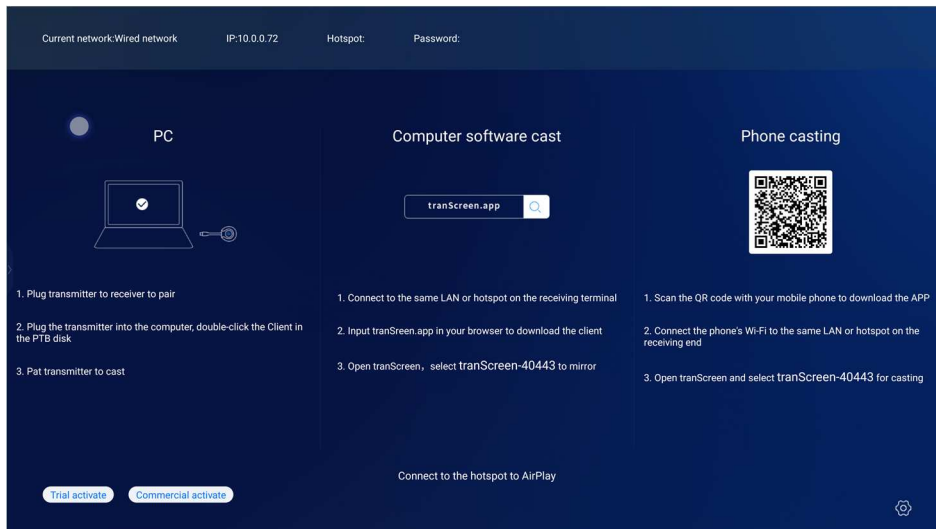 Current network:Wired network IP:10.0.0.72 Hotspot: Password:
PC
1. Plug transmitter to receiver to pair
2. Plug the transmitter into the computer, double-click the Client in
the PTB disk
3. Pat transmitter to cast
Computer software cast
tranScreen.app
1. Connect to the same LAN or hotspot on the receiving terminal
2. Input tranSreen.app in your browser to download the client
3. Open tranScreen，select tranScreen-40443 to mirror
Phone casting
1. Scan the QR code with your mobile phone to download the APP
2. Connect the phone's Wi-Fi to the same LAN or hotspot on the
receiving end
3. Open tranScreen and select tranScreen-40443 for casting
Connect to the hotspot to AirPlay
Trial activate Commercial activate